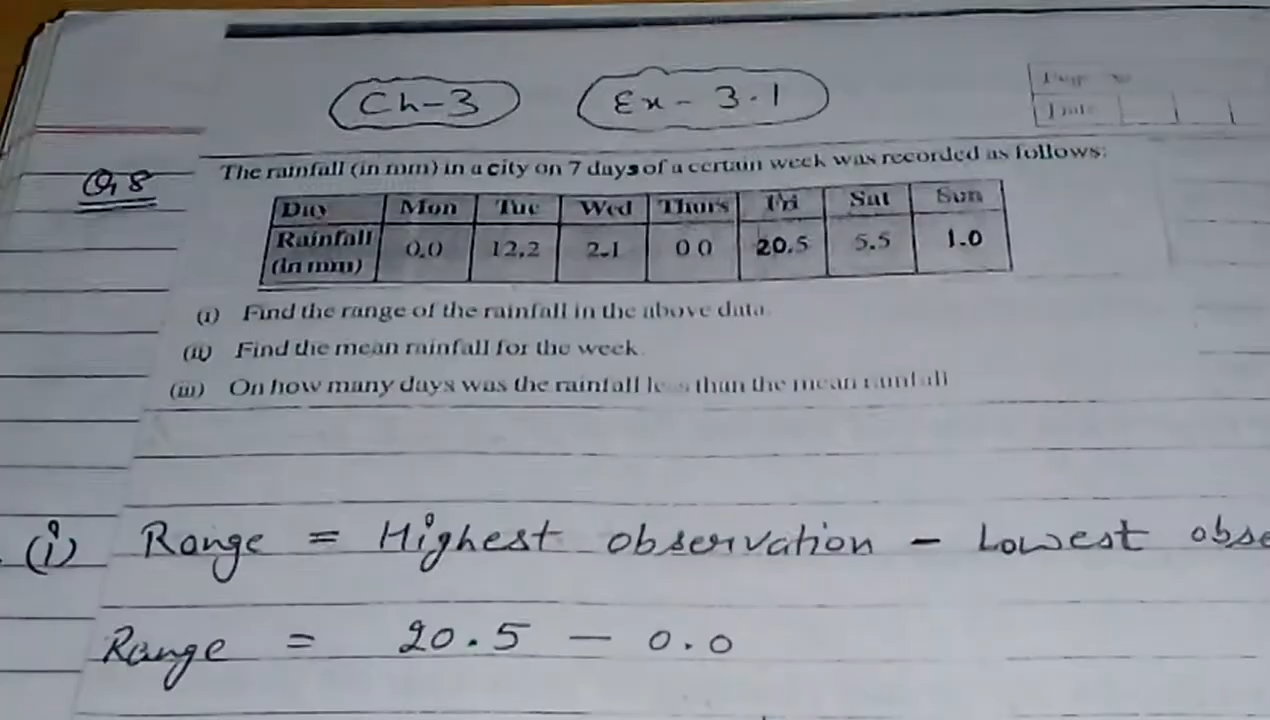 Ch-3 Ex-3.1
Date
Q.8 The rainfall (in mm) in a city on 7 days of a certain week was recorded as follows:
Day Mon Tue Wed Thurs Fri Sat Sun
Rainfall (in mm) 0.0 12.2 2.1 0.0 20.5 5.5 1.0
(i) Find the range of the rainfall in the above data.
(ii) Find the mean rainfall for the week.
(iii) On how many days was the rainfall less than the mean rainfall
(i) Range = Highest observation - Lowest obse
Range = 20.5 - 0.0